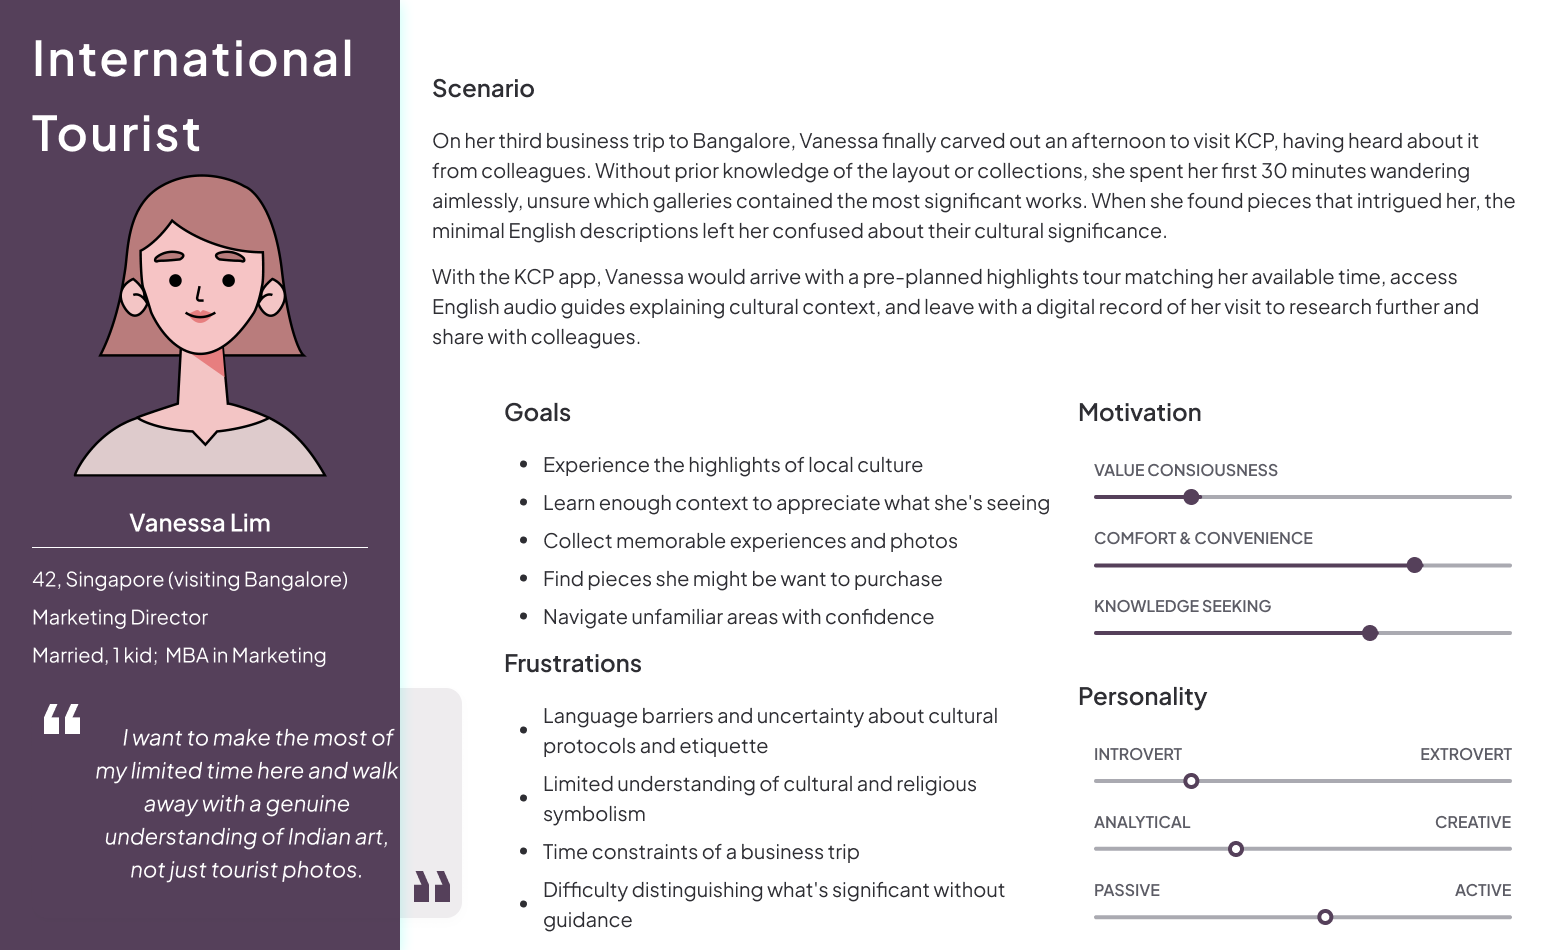 International
Tourist
Vanessa Lim
42, Singapore (visiting Bangalore)
Marketing Director
Married, 1 kid;  MBA in Marketing
“
I want to make the most of
my limited time here and walk
away with a genuine
understanding of Indian art,
not just tourist photos.
”
Scenario
On her third business trip to Bangalore, Vanessa finally carved out an afternoon to visit KCP, having heard about it
from colleagues. Without prior knowledge of the layout or collections, she spent her first 30 minutes wandering
aimlessly, unsure which galleries contained the most significant works. When she found pieces that intrigued her, the
minimal English descriptions left her confused about their cultural significance.
With the KCP app, Vanessa would arrive with a pre-planned highlights tour matching her available time, access
English audio guides explaining cultural context, and leave with a digital record of her visit to research further and
share with colleagues.
Goals
• Experience the highlights of local culture
• Learn enough context to appreciate what she's seeing
• Collect memorable experiences and photos
• Find pieces she might be want to purchase
• Navigate unfamiliar areas with confidence
Frustrations
• Language barriers and uncertainty about cultural
protocols and etiquette
• Limited understanding of cultural and religious
symbolism
• Time constraints of a business trip
• Difficulty distinguishing what's significant without
guidance
Motivation
VALUE CONSIOUSNESS
COMFORT & CONVENIENCE
KNOWLEDGE SEEKING
Personality
INTROVERT EXTROVERT
ANALYTICAL CREATIVE
PASSIVE ACTIVE